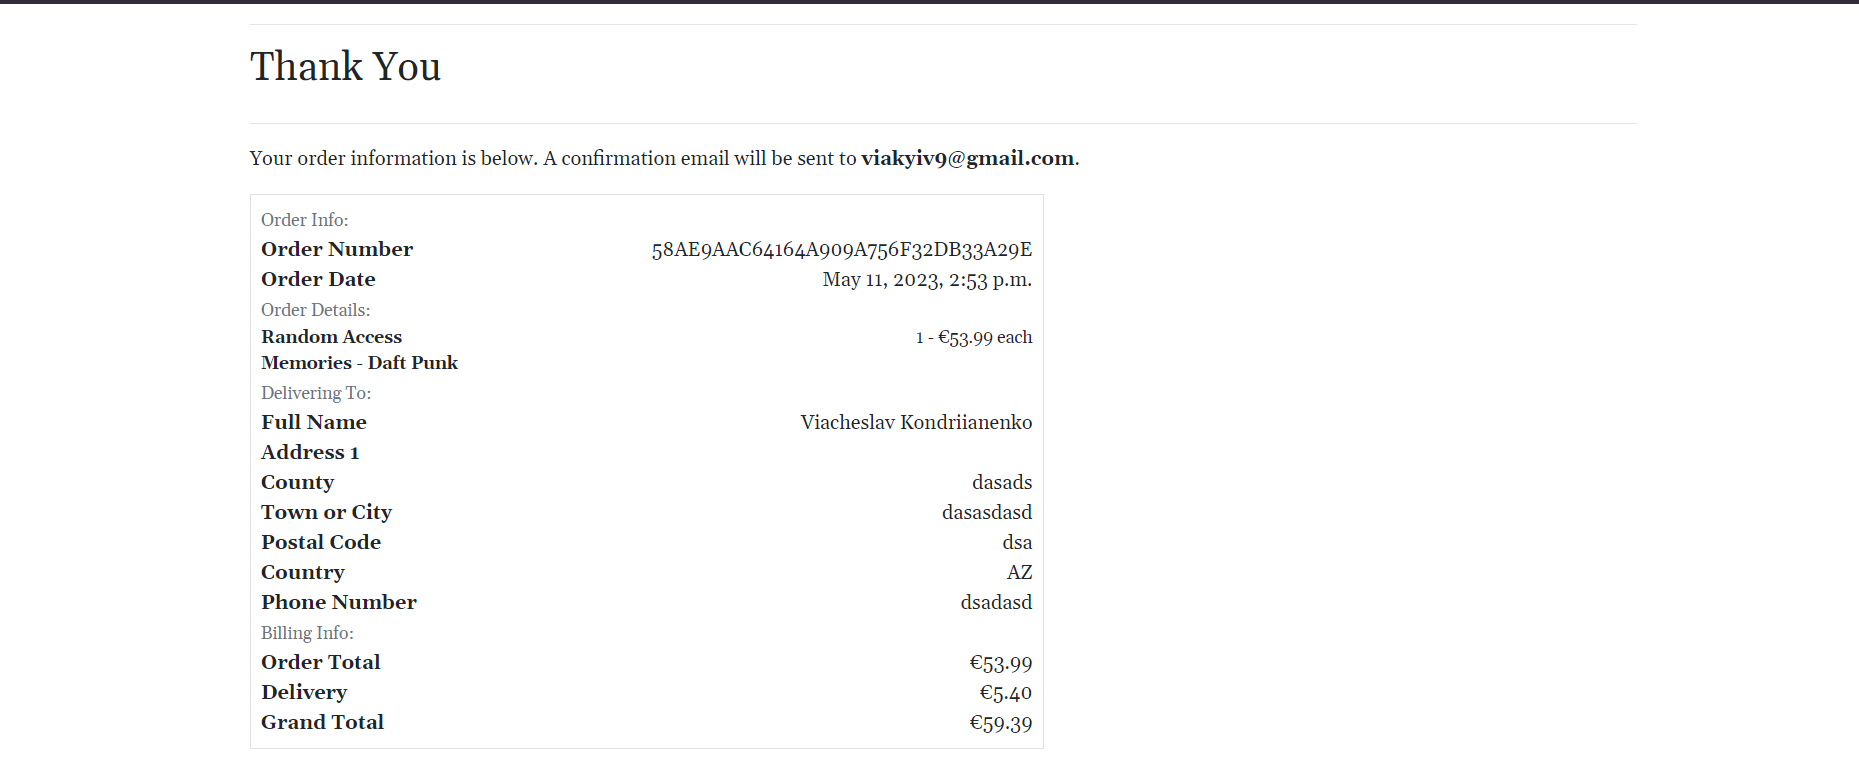 Thank You
Your order information is below. A confirmation email will be sent to viakyiv9@gmail.com.
Order Info:
Order Number 58AE9AAC64164A909A756F32DB33A29E
Order Date May 11, 2023, 2:53 p.m.
Order Details:
Random Access 1 - €53.99 each
Memories - Daft Punk
Delivering To:
Full Name Viacheslav Kondriianenko
Address 1
County dasads
Town or City dasasdasd
Postal Code dsa
Country AZ
Phone Number dsadasd
Billing Info:
Order Total €53.99
Delivery €5.40
Grand Total €59.39